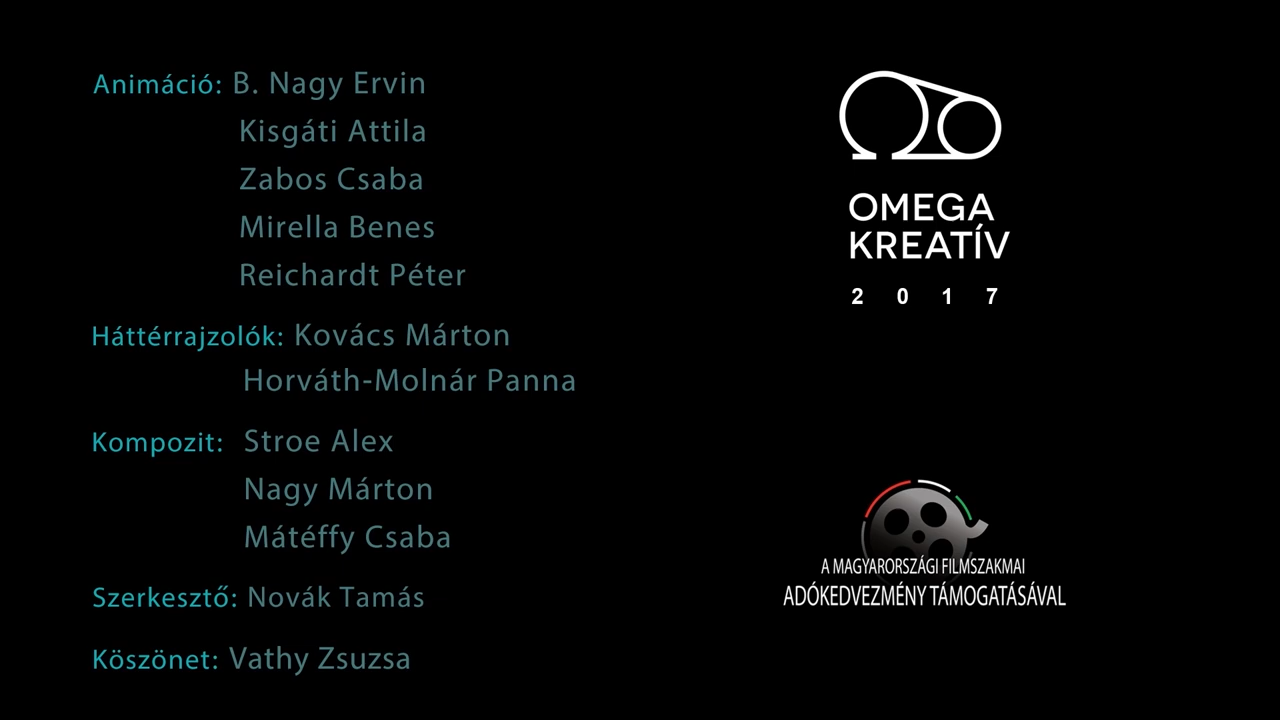 Animáció: B. Nagy Ervin
Kisgáti Attila
Zabos Csaba
Mirella Benes
Reichardt Péter
Háttérrajzolók: Kovács Márton
Horváth-Molnár Panna
Kompozit: Stroe Alex
Nagy Márton
Mátéffy Csaba
Szerkesztő: Novák Tamás
Köszönet: Vathy Zsuzsa
OMEGA
KREATÍV
2 0 1 7
A MAGYARORSZÁGI FILMSZAKMAI
ADÓKEDVEZMÉNY TÁMOGATÁSÁVAL